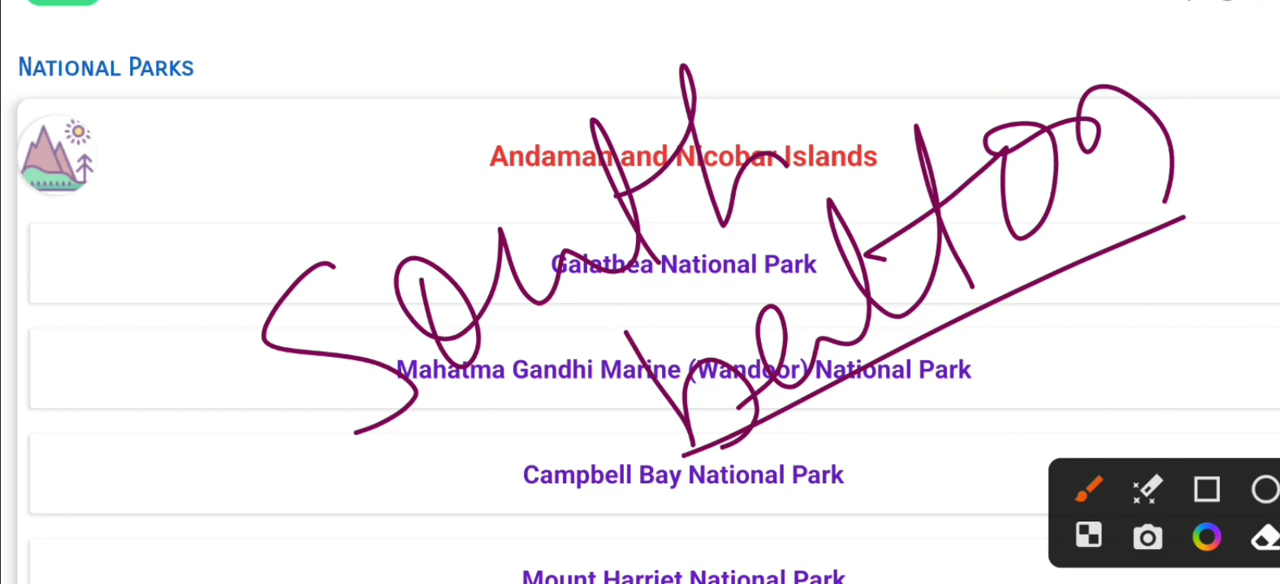 NATIONAL PARKS
Andaman and Nicobar Islands
Galathea National Park
Mahatma Gandhi Marine (Wandoor) National Park
Campbell Bay National Park
Mount Harriet National Park
South